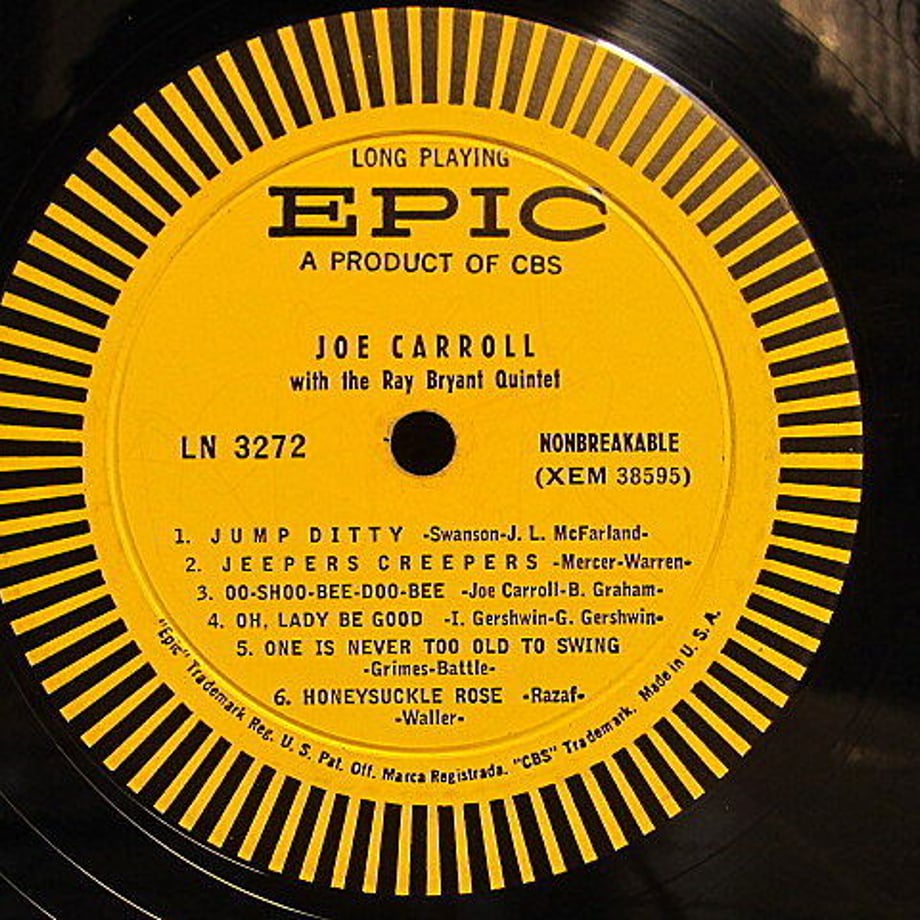 LONG PLAYING
EPIC
A PRODUCT OF CBS
JOE CARROLL
with the Ray Bryant Quintet
LN 3272
NONBREAKABLE
(XEM 38595)
1. JUMP DITTY -Swanson-J. L. McFarland-
2. JEEPERS CREEPERS -Mercer-Warren-
3. OO-SHOO-BEE-DOO-BEE -Joe Carroll-B. Graham-
4. OH, LADY BE GOOD -I. Gershwin-G. Gershwin-
5. ONE IS NEVER TOO OLD TO SWING
-Grimes-Battle-
6. HONEYSUCKLE ROSE -Razaf-
-Waller-
"Epic" Trademark Reg. U. S. Pat. Off. Marca Registrada. "CBS" Trademark. Made in U. S. A.